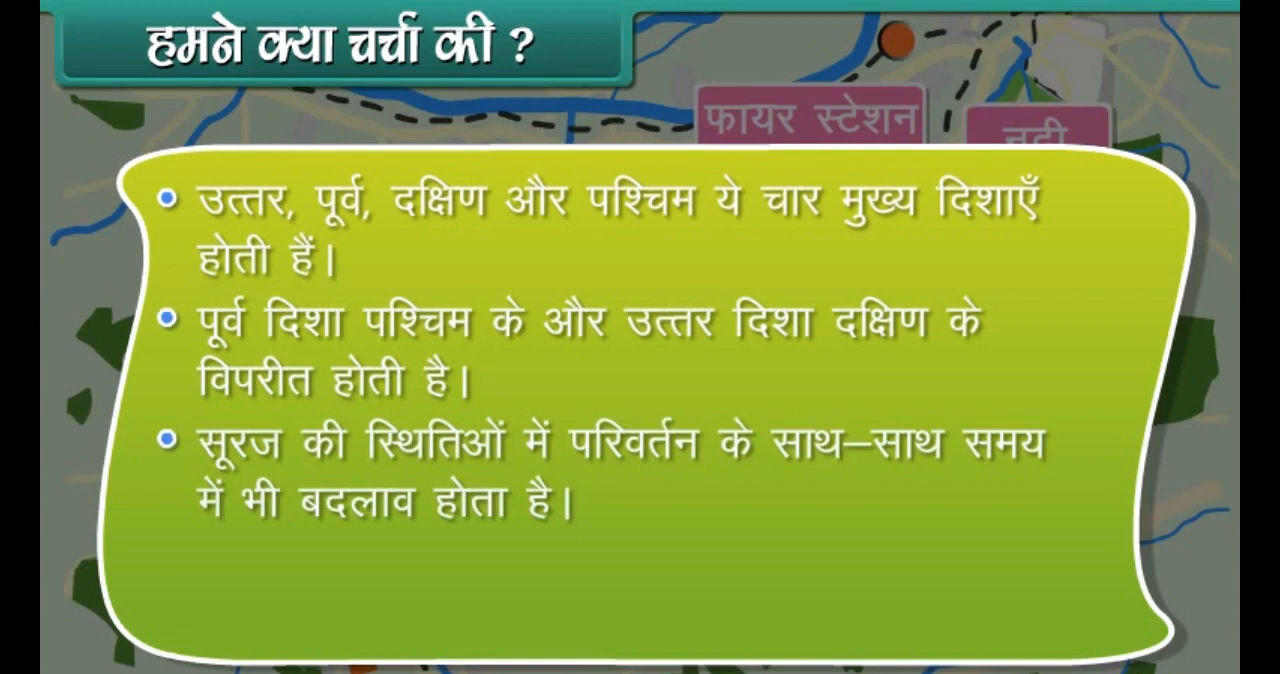 हमने क्या चर्चा की ?
फायर स्टेशन
नदी
उत्तर, पूर्व, दक्षिण और पश्चिम ये चार मुख्य दिशाएँ
होती हैं।
पूर्व दिशा पश्चिम के और उत्तर दिशा दक्षिण के
विपरीत होती है।
सूरज की स्थितिओं में परिवर्तन के साथ–साथ समय
में भी बदलाव होता है।